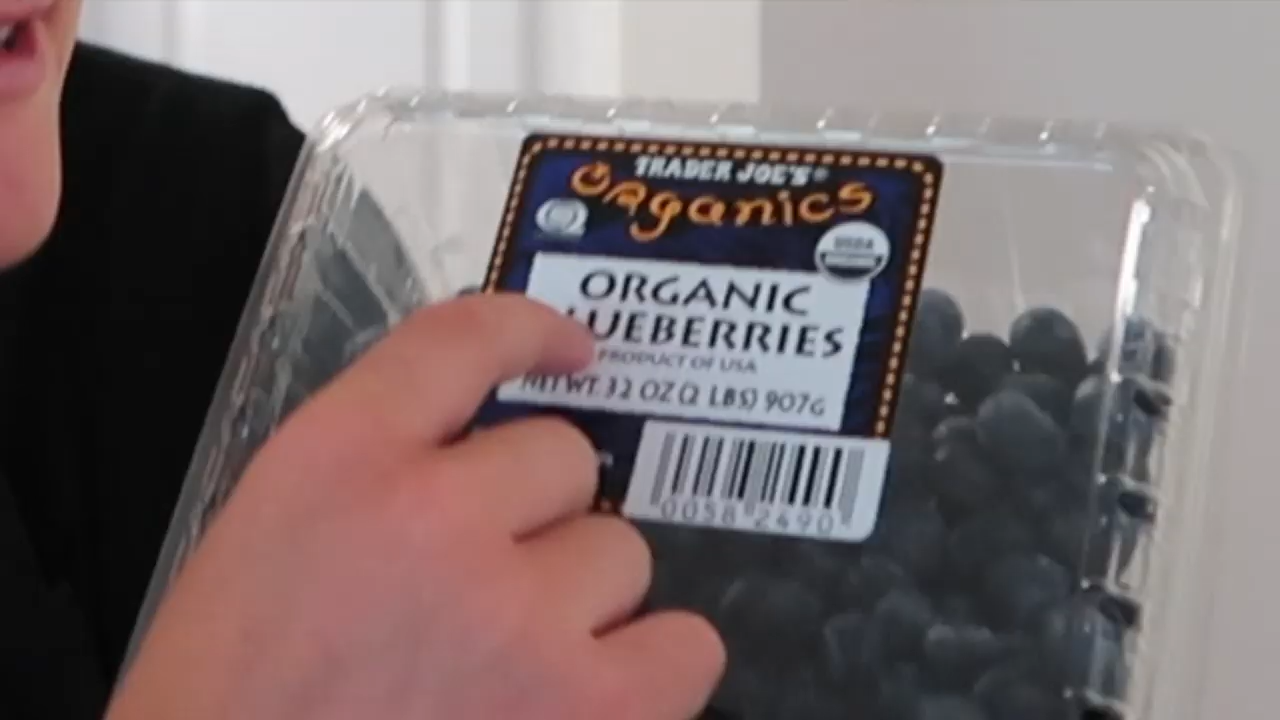 TRADER JOE'S®
Organics
USDA
ORGANIC
LUEBERRIES
PRODUCT OF USA
NET WT. 32 OZ (2 LBS) 907G
0058 2490